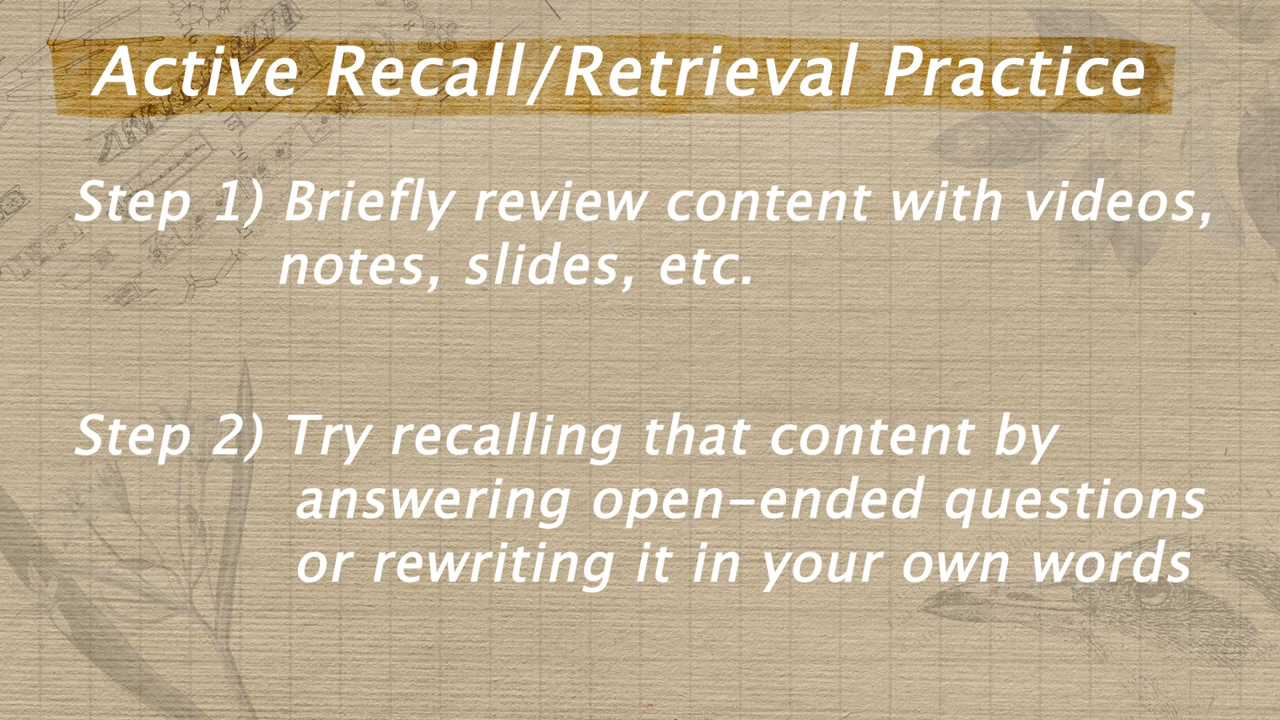 Active Recall/Retrieval Practice
Step 1) Briefly review content with videos,
notes, slides, etc.
Step 2) Try recalling that content by
answering open-ended questions
or rewriting it in your own words